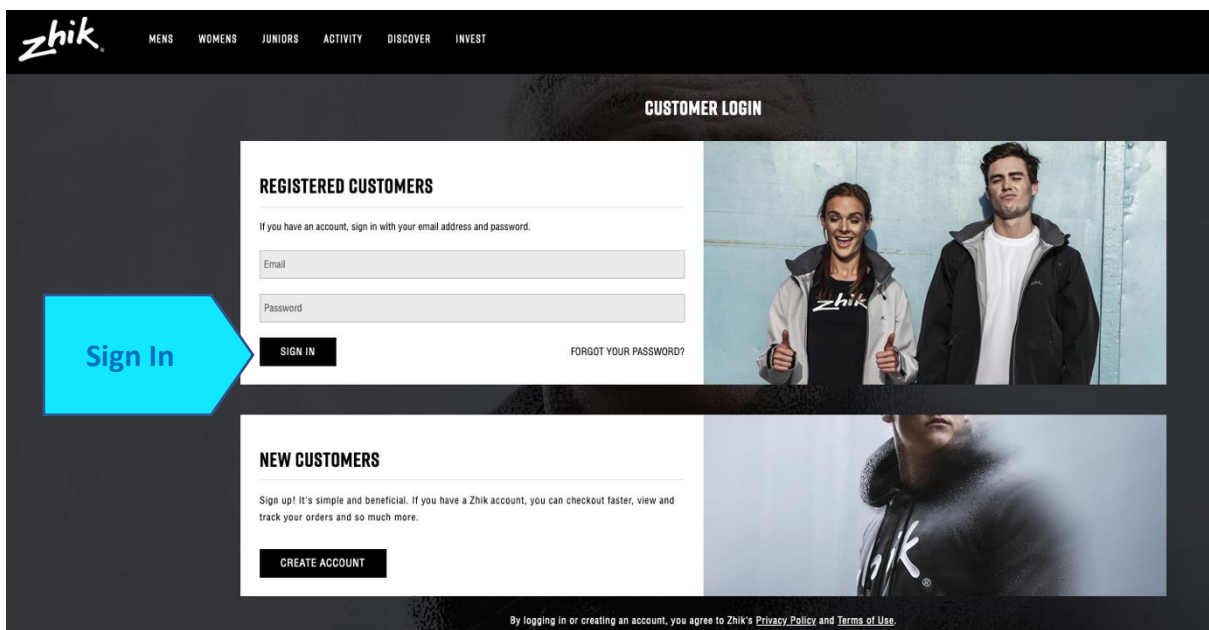 zhik
MENS WOMENS JUNIORS ACTIVITY DISCOVER INVEST
CUSTOMER LOGIN
REGISTERED CUSTOMERS
If you have an account, sign in with your email address and password.
Email
Password
Sign In
SIGN IN
FORGOT YOUR PASSWORD?
zhik
NEW CUSTOMERS
Sign up! It's simple and beneficial. If you have a Zhik account, you can checkout faster, view and
track your orders and so much more.
CREATE ACCOUNT
zhik
By logging in or creating an account, you agree to Zhik's Privacy Policy and Terms of Use.